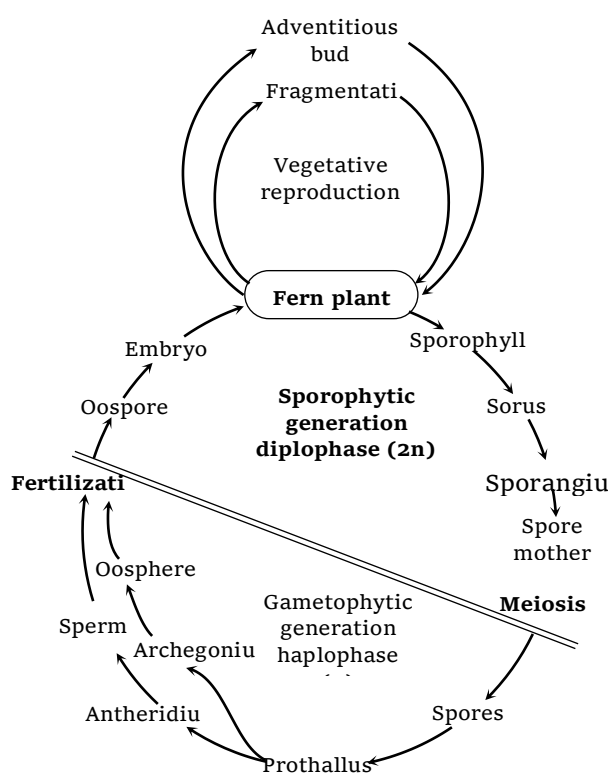 Adventitious
bud
Fragmentati
Vegetative
reproduction
Fern plant
Embryo
Sporophyll
Oospore
Sporophytic
generation
diplophase (2n)
Sorus
Fertilizati
Sporangiu
Spore
mother
Oosphere
Meiosis
Gametophytic
generation
haplophase
Sperm
Archegoniu
Antheridiu
Spores
Prothallus